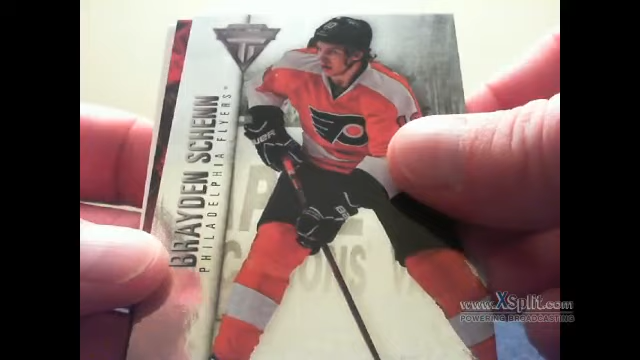 BRAYDEN SCHENN
PHILADELPHIA FLYERS
www.XSplit.com
POWERING BROADCASTING